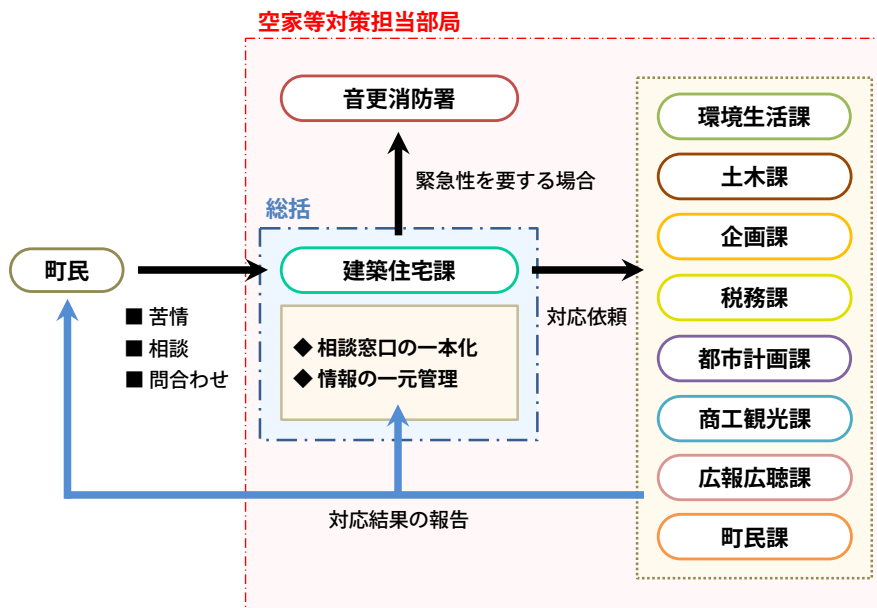 空家等対策担当部局
音更消防署
緊急性を要する場合
総括
町民
建築住宅課
■ 苦情
■ 相談
■ 問合わせ
◆ 相談窓口の一本化
◆ 情報の一元管理
対応依頼
環境生活課
土木課
企画課
税務課
都市計画課
商工観光課
広報広聴課
町民課
対応結果の報告